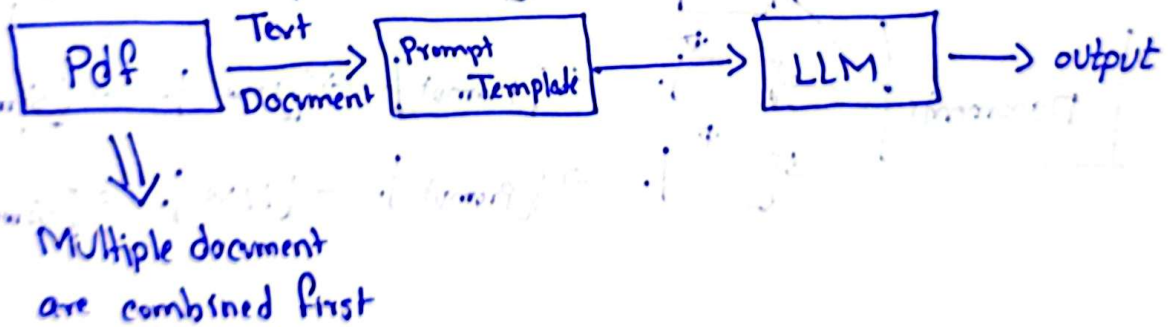 Pdf
Text
Document
Prompt
Template
LLM
output
Multiple document
are combined first